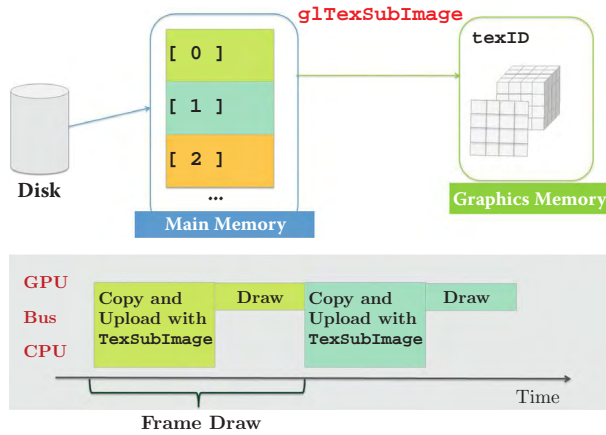 glTexSubImage
texID
[ 0 ]
[ 1 ]
[ 2 ]
...
Disk
Main Memory
Graphics Memory
GPU
Bus
CPU
Copy and
Upload with
TexSubImage
Draw
Copy and
Upload with
TexSubImage
Draw
Time
Frame Draw